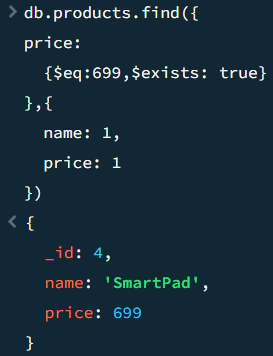 > db.products.find({
price:
{$eq:699,$exists: true}
},{
name: 1,
price: 1
})
< {
_id: 4,
name: 'SmartPad',
price: 699
}